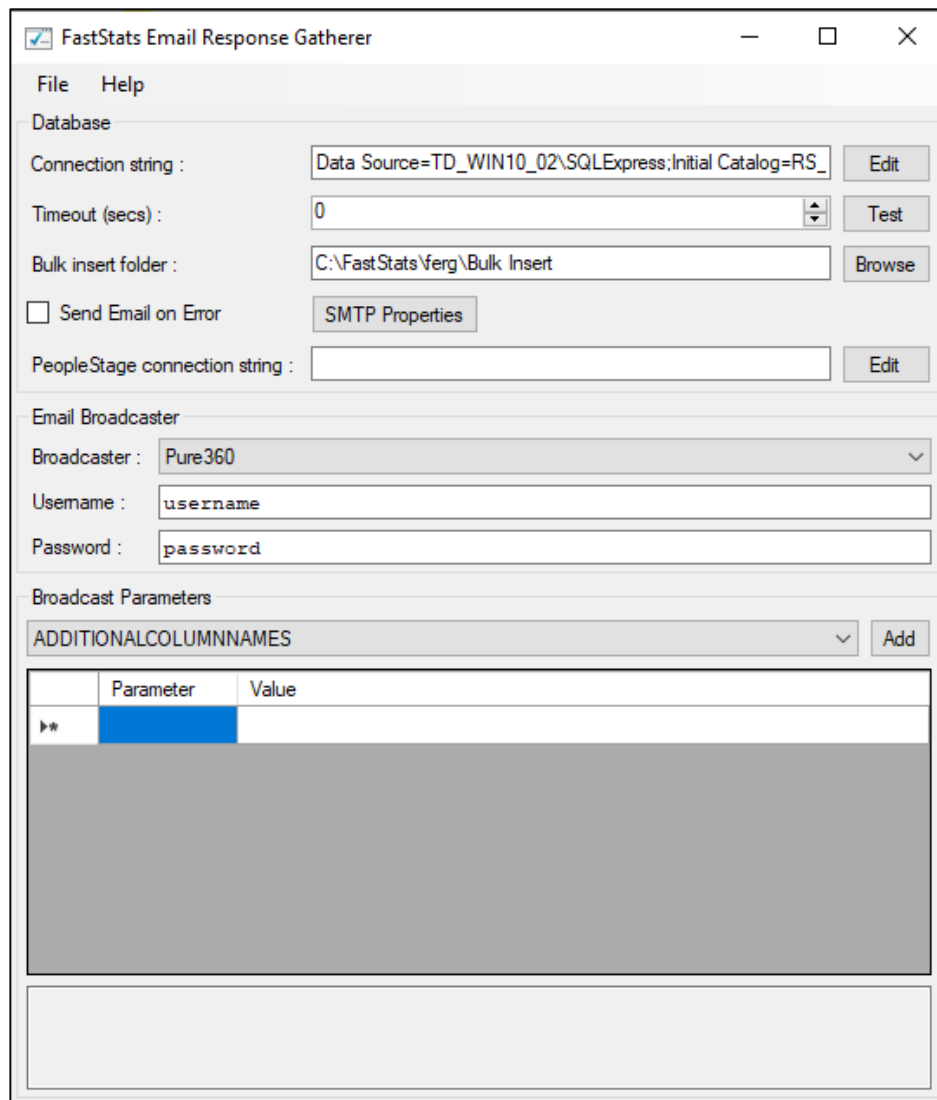 FastStats Email Response Gatherer
File Help
Database
Connection string : Data Source=TD_WIN10_02\SQLExpress;Initial Catalog=RS_ Edit
Timeout (secs) : 0 Test
Bulk insert folder : C:\FastStats\ferg\Bulk Insert Browse
Send Email on Error SMTP Properties
PeopleStage connection string : Edit
Email Broadcaster
Broadcaster : Pure360
Username : username
Password : password
Broadcast Parameters
ADDITIONALCOLUMNNAMES Add
Parameter Value